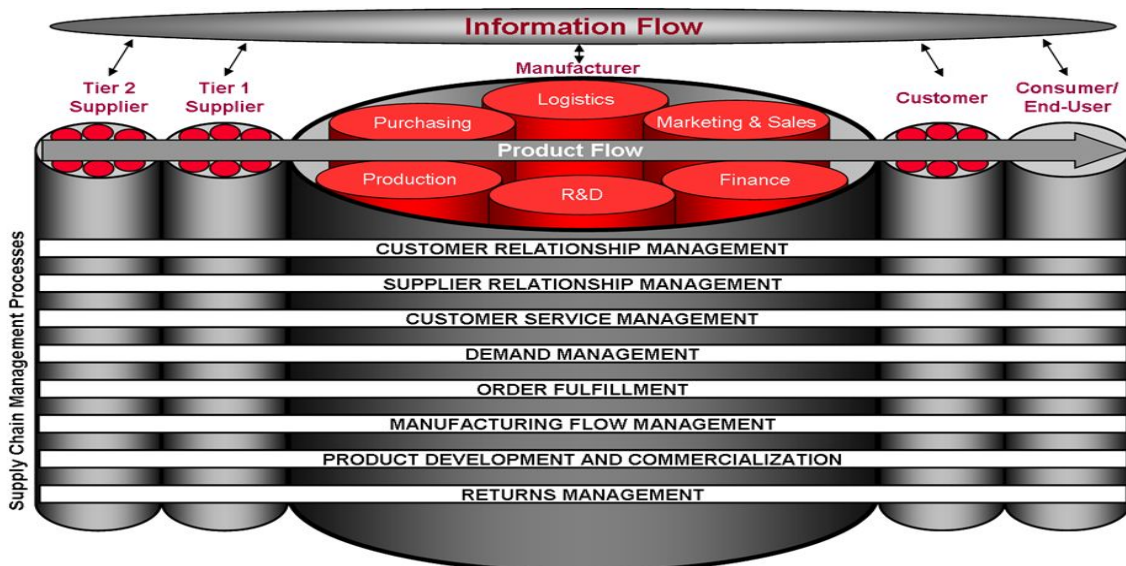 Information Flow
Tier 2
Supplier
Tier 1
Supplier
Manufacturer
Customer
Consumer/
End-User
Logistics
Purchasing
Marketing & Sales
Product Flow
Production
R&D
Finance
Supply Chain Management Processes
CUSTOMER RELATIONSHIP MANAGEMENT
SUPPLIER RELATIONSHIP MANAGEMENT
CUSTOMER SERVICE MANAGEMENT
DEMAND MANAGEMENT
ORDER FULFILLMENT
MANUFACTURING FLOW MANAGEMENT
PRODUCT DEVELOPMENT AND COMMERCIALIZATION
RETURNS MANAGEMENT